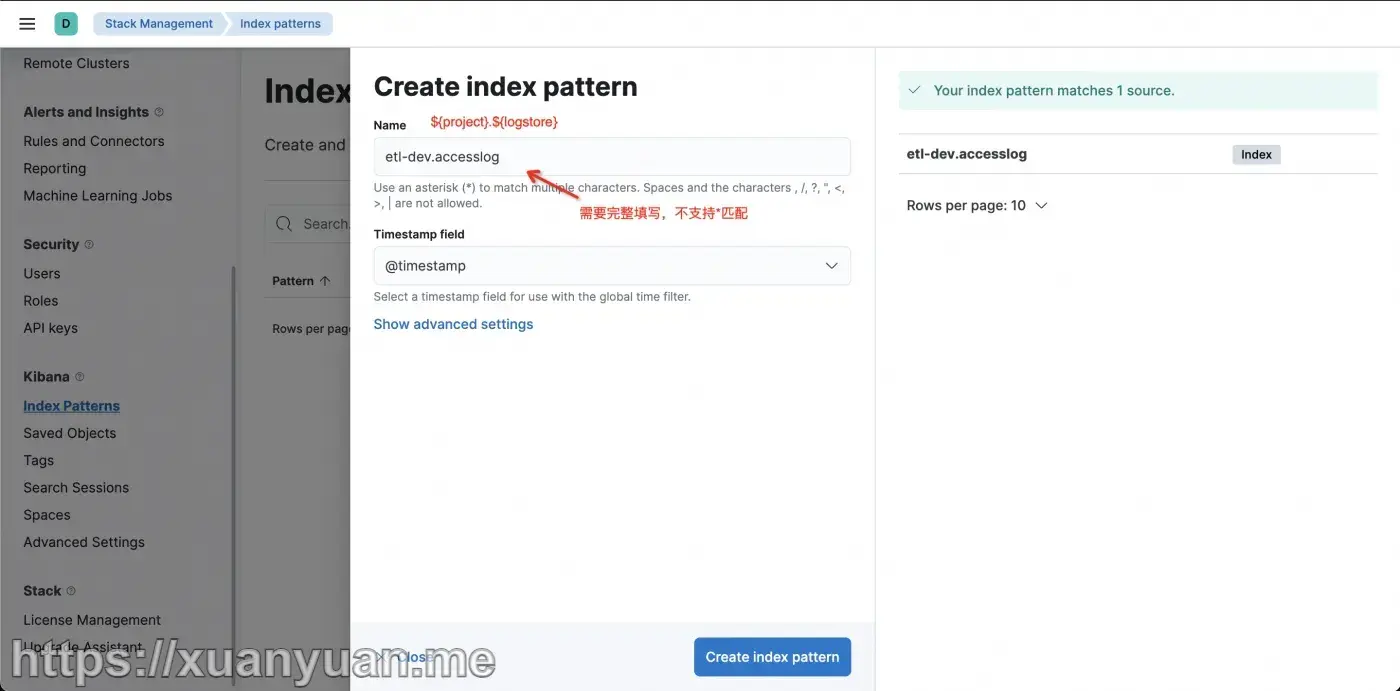 D
Stack Management
Index patterns
Remote Clusters
Alerts and Insights
Rules and Connectors
Reporting
Machine Learning Jobs
Security
Users
Roles
API keys
Kibana
Index Patterns
Saved Objects
Tags
Search Sessions
Spaces
Advanced Settings
Stack
License Management
Upgrade Assistant
Index
Create and
Search.
Pattern ↑
Rows per page
Create index pattern
Name
${project}.${logstore}
etl-dev.accesslog
Use an asterisk (*) to match multiple characters. Spaces and the characters , /, ?, ", <,
>, | are not allowed.
需要完整填写，不支持*匹配
Timestamp field
@timestamp
Select a timestamp field for use with the global time filter.
Show advanced settings
Close
Create index pattern
Your index pattern matches 1 source.
etl-dev.accesslog
Index
Rows per page: 10
https://xuanyuan.me